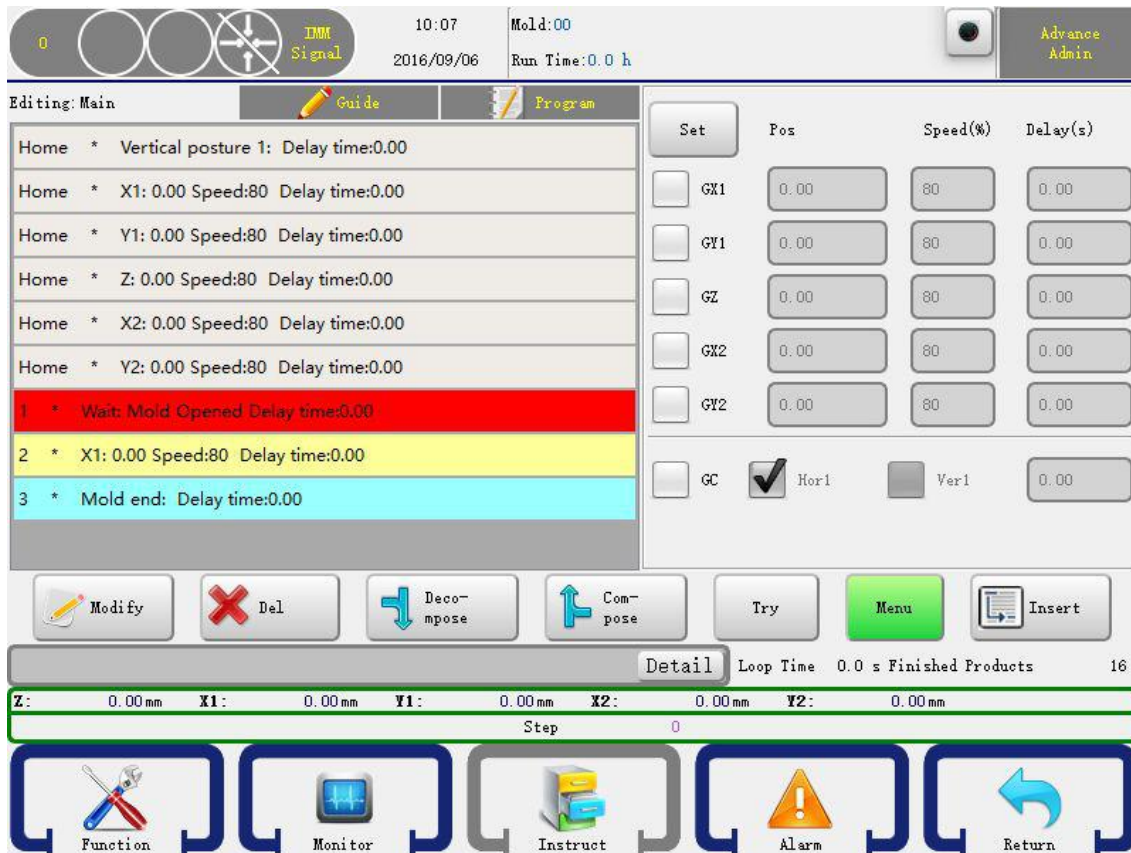 0 IMM Signal 10:07 2016/09/06 Mold:00 Run Time:0.0 h Advance Admin
Editing:Main Guide Program
Home * Vertical posture 1: Delay time:0.00
Home * X1: 0.00 Speed:80 Delay time:0.00
Home * Y1: 0.00 Speed:80 Delay time:0.00
Home * Z: 0.00 Speed:80 Delay time:0.00
Home * X2: 0.00 Speed:80 Delay time:0.00
Home * Y2: 0.00 Speed:80 Delay time:0.00
1 * Wait: Mold Opened Delay time:0.00
2 * X1: 0.00 Speed:80 Delay time:0.00
3 * Mold end: Delay time:0.00
Set Pos Speed(%) Delay(s)
GX1 0.00 80 0.00
GY1 0.00 80 0.00
GZ 0.00 80 0.00
GX2 0.00 80 0.00
GY2 0.00 80 0.00
GC Hor1 Ver1 0.00
Modify Del Deco-mpose Com-pose Try Menu Insert
Detail Loop Time 0.0 s Finished Products 16
Z: 0.00mm X1: 0.00mm Y1: 0.00mm X2: 0.00mm Y2: 0.00mm
Step 0
Function Monitor Instruct Alarm Return